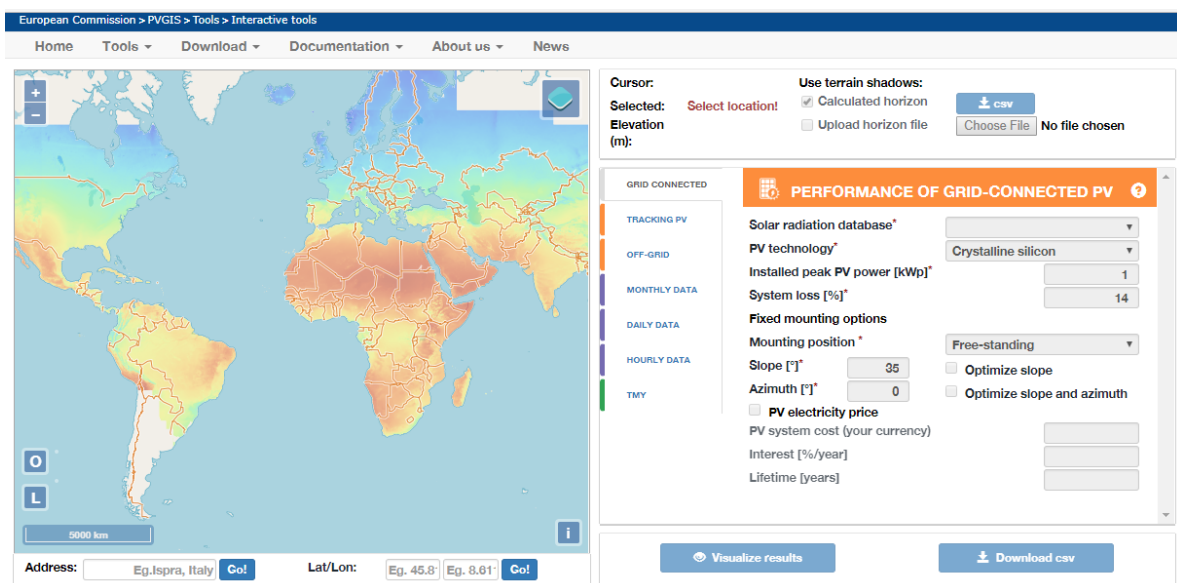 European Commission > PVGIS > Tools > Interactive tools
Home Tools Download Documentation About us News
+
−
O
L
5000 km
i
Address: Eg.Ispra, Italy Go! Lat/Lon: Eg. 45.8 Eg. 8.61 Go!
Cursor: Use terrain shadows:
Selected: Select location! Calculated horizon csv
Elevation (m): Upload horizon file Choose File No file chosen
GRID CONNECTED
TRACKING PV
OFF-GRID
MONTHLY DATA
DAILY DATA
HOURLY DATA
TMY
PERFORMANCE OF GRID-CONNECTED PV ?
Solar radiation database*
PV technology* Crystalline silicon
Installed peak PV power [kWp]* 1
System loss [%]* 14
Fixed mounting options
Mounting position * Free-standing
Slope [°]* 35 Optimize slope
Azimuth [°]* 0 Optimize slope and azimuth
PV electricity price
PV system cost (your currency)
Interest [%/year]
Lifetime [years]
Visualize results Download csv